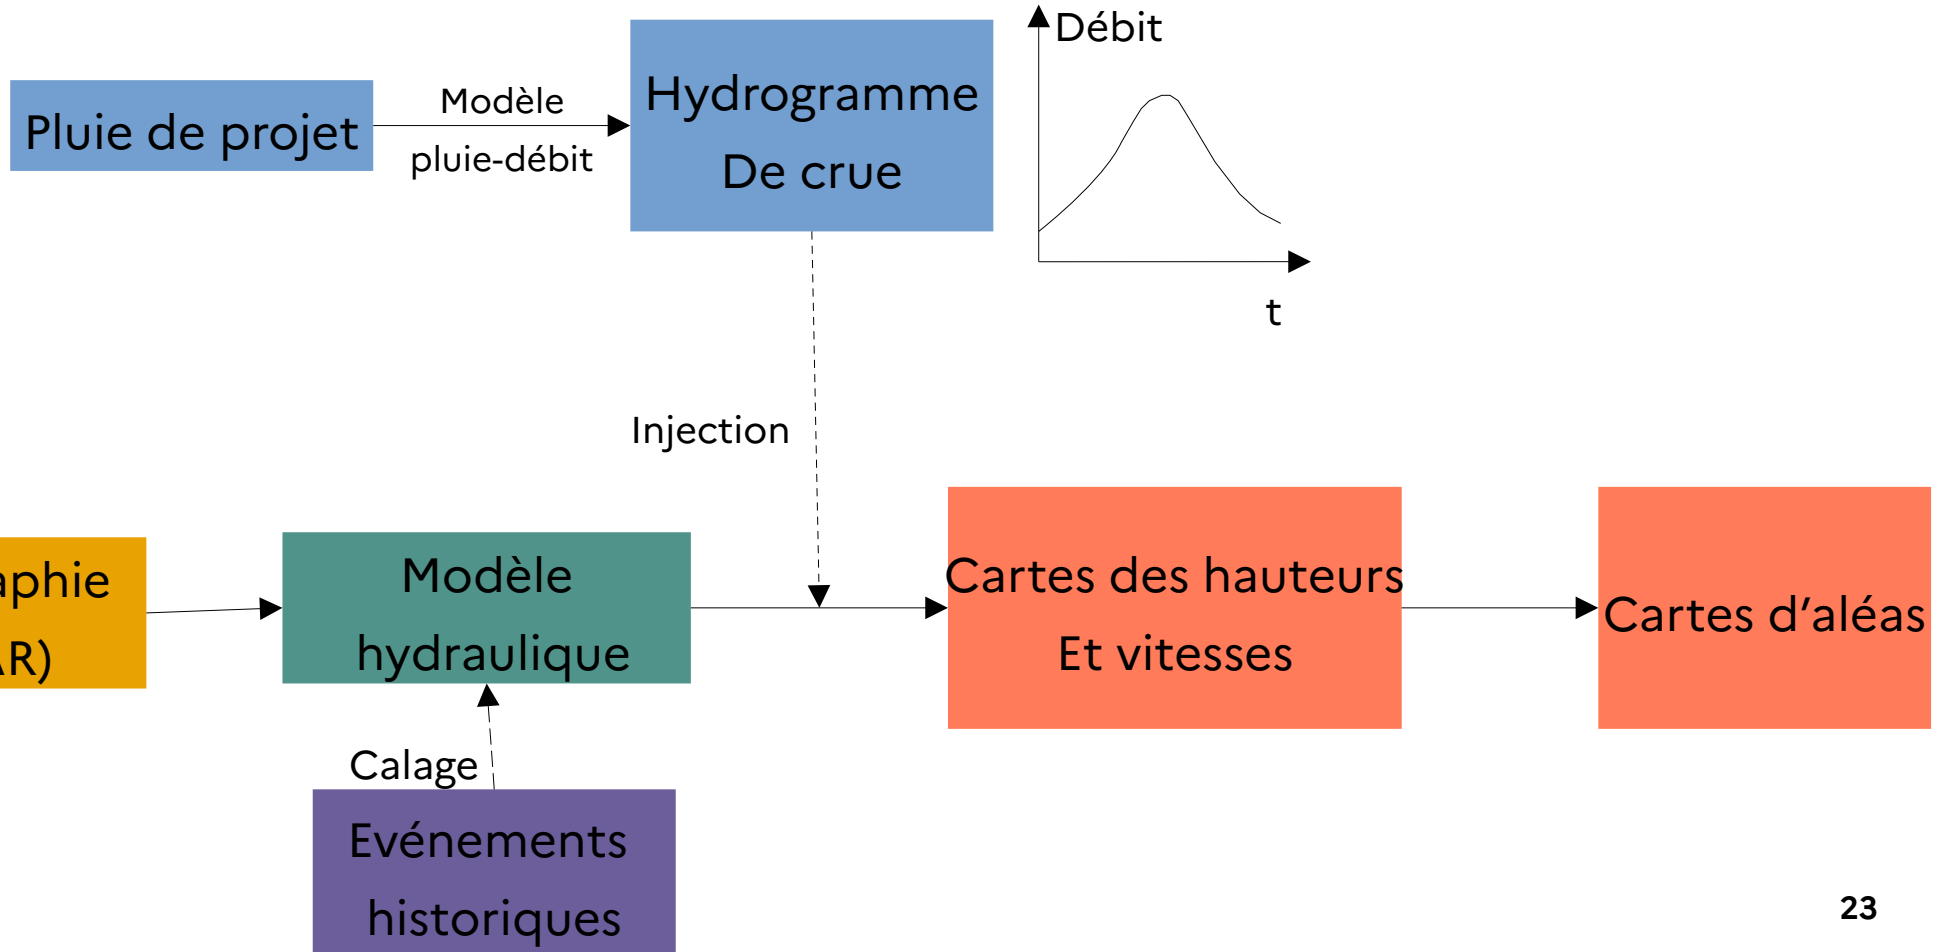 Débit
Modèle
pluie-débit
Pluie de projet
Hydrogramme
De crue
t
Injection
aphie
AR)
Modèle
hydraulique
Cartes des hauteurs
Et vitesses
Cartes d'aléas
Calage
Evénements
historiques
23